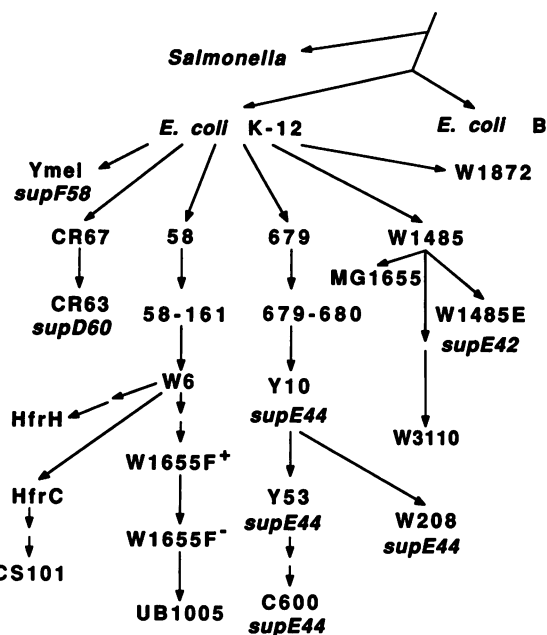 Salmonella
E. coli K-12
E. coli B
Ymel
supF58
W1872
CR67
58
679
W1485
MG1655
CR63
supD60
58-161
679-680
W1485E
supE42
W6
Y10
supE44
HfrH
W3110
W1655F+
HfrC
Y53
supE44
W208
supE44
W1655F-
CS101
UB1005
C600
supE44